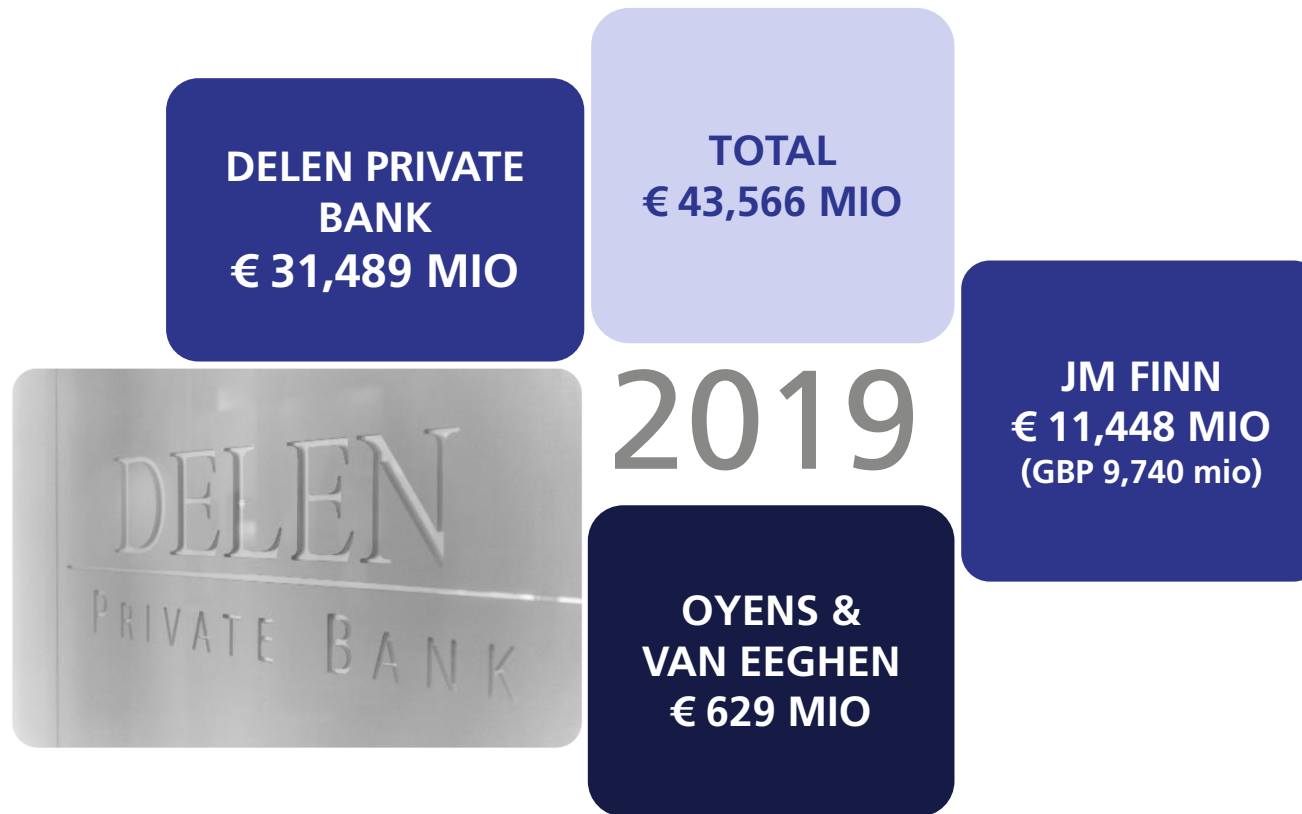 DELEN PRIVATE
BANK
€ 31,489 MIO
TOTAL
€ 43,566 MIO
JM FINN
€ 11,448 MIO
(GBP 9,740 mio)
2019
DELEN
PRIVATE BANK
OYENS &
VAN EEGHEN
€ 629 MIO